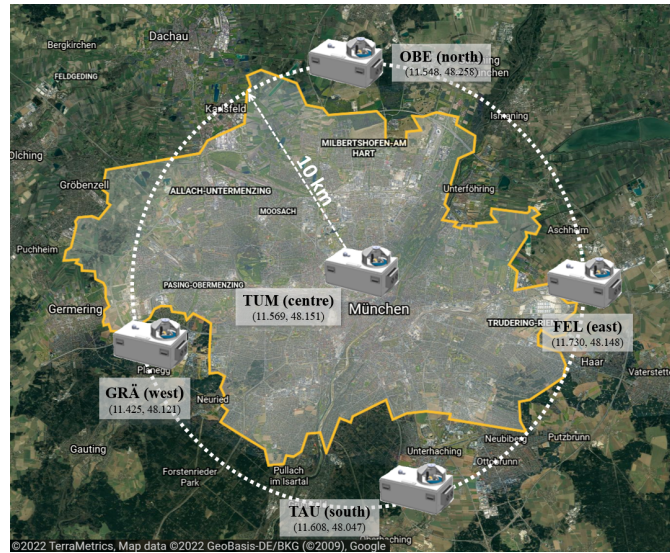 Bergkirchen
Dachau
OBE (north)
(11.548, 48.258)
FELDGEDING
Karlsfeld
Ismaning
Olching
MILBERTSHOFEN-AM
HART
10 km
Gröbenzell
ALLACH-UNTERMENZING
Unterföhring
MOOSACH
Aschheim
Puchheim
PASING-OBERMENZING
TUM (centre)
(11.569, 48.151)
München
Germering
TRUDERING-RIE
FEL (east)
(11.730, 48.148)
Planegg
Haar
Vaterstette
GRÄ (west)
(11.425, 48.121)
Neuried
Neubiberg
Putzbrunn
Gauting
Unterhaching
Ottobrunn
Forstenrieder
Park
Pullach
im Isartal
TAU (south)
(11.608, 48.047)
Oberhaching
©2022 TerraMetrics, Map data ©2022 GeoBasis-DE/BKG (©2009), Google